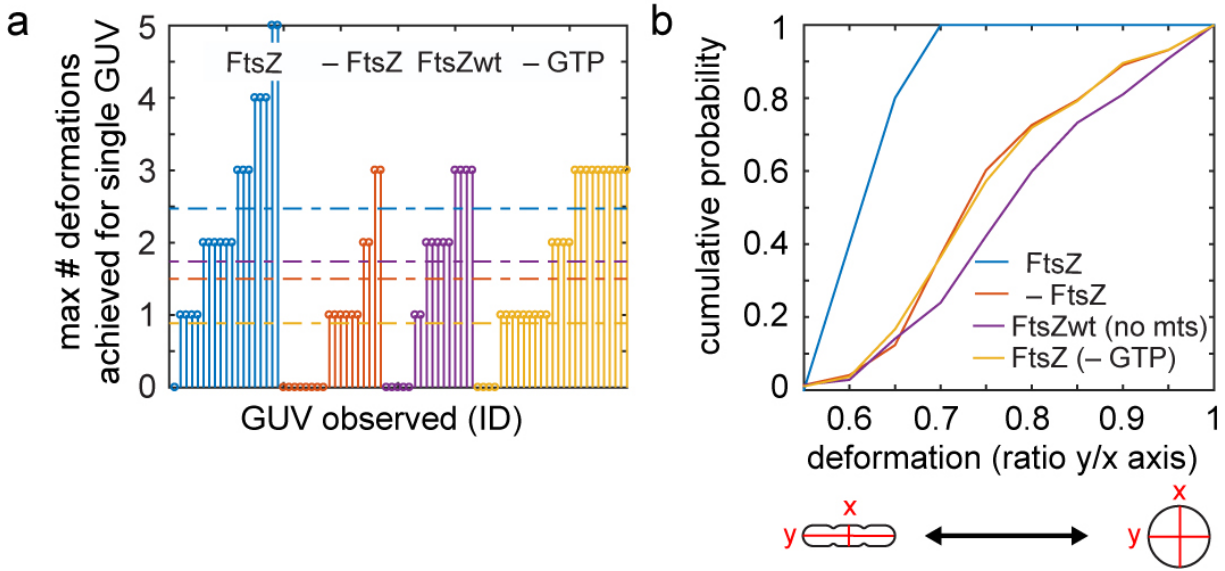 a
max # deformations
achieved for single GUV
5
4
3
2
1
0
FtsZ – FtsZ FtsZwt – GTP
GUV observed (ID)
b
cumulative probability
1
0.8
0.6
0.4
0.2
0
FtsZ
– FtsZ
FtsZwt (no mts)
FtsZ (– GTP)
0.6 0.7 0.8 0.9 1
deformation (ratio y/x axis)
x
y
x
y